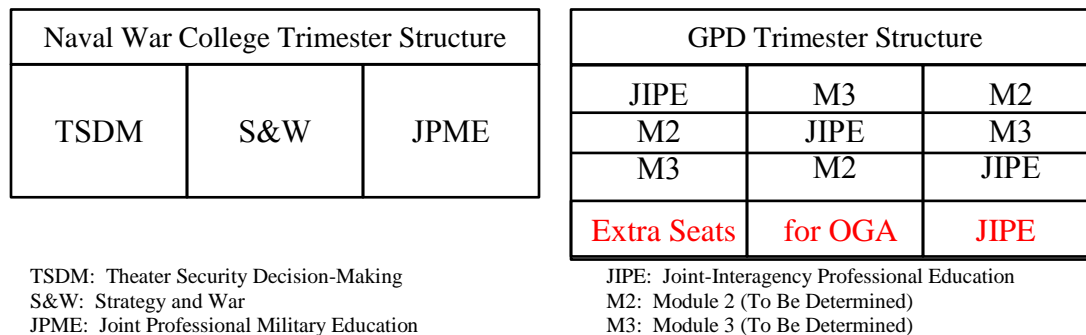 Naval War College Trimester Structure
TSDM S&W JPME
TSDM: Theater Security Decision-Making
S&W: Strategy and War
JPME: Joint Professional Military Education
GPD Trimester Structure
JIPE M3 M2
M2 JIPE M3
M3 M2 JIPE
Extra Seats for OGA JIPE
JIPE: Joint-Interagency Professional Education
M2: Module 2 (To Be Determined)
M3: Module 3 (To Be Determined)